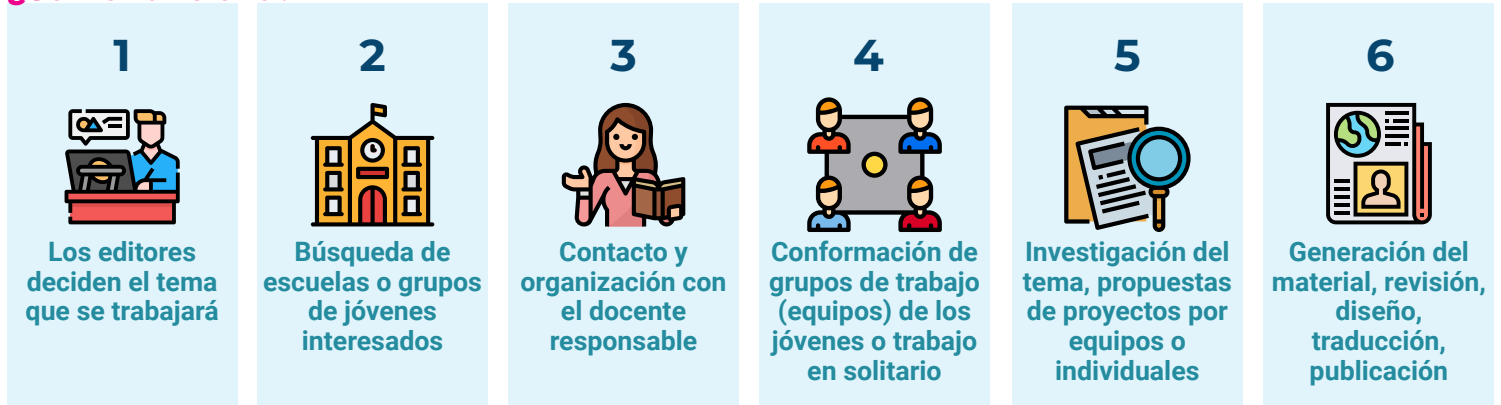 1
Los editores
deciden el tema
que se trabajará
2
Búsqueda de
escuelas o grupos
de jóvenes
interesados
3
Contacto y
organización con
el docente
responsable
4
Conformación de
grupos de trabajo
(equipos) de los
jóvenes o trabajo
en solitario
5
Investigación del
tema, propuestas
de proyectos por
equipos o
individuales
6
Generación del
material, revisión,
diseño,
traducción,
publicación